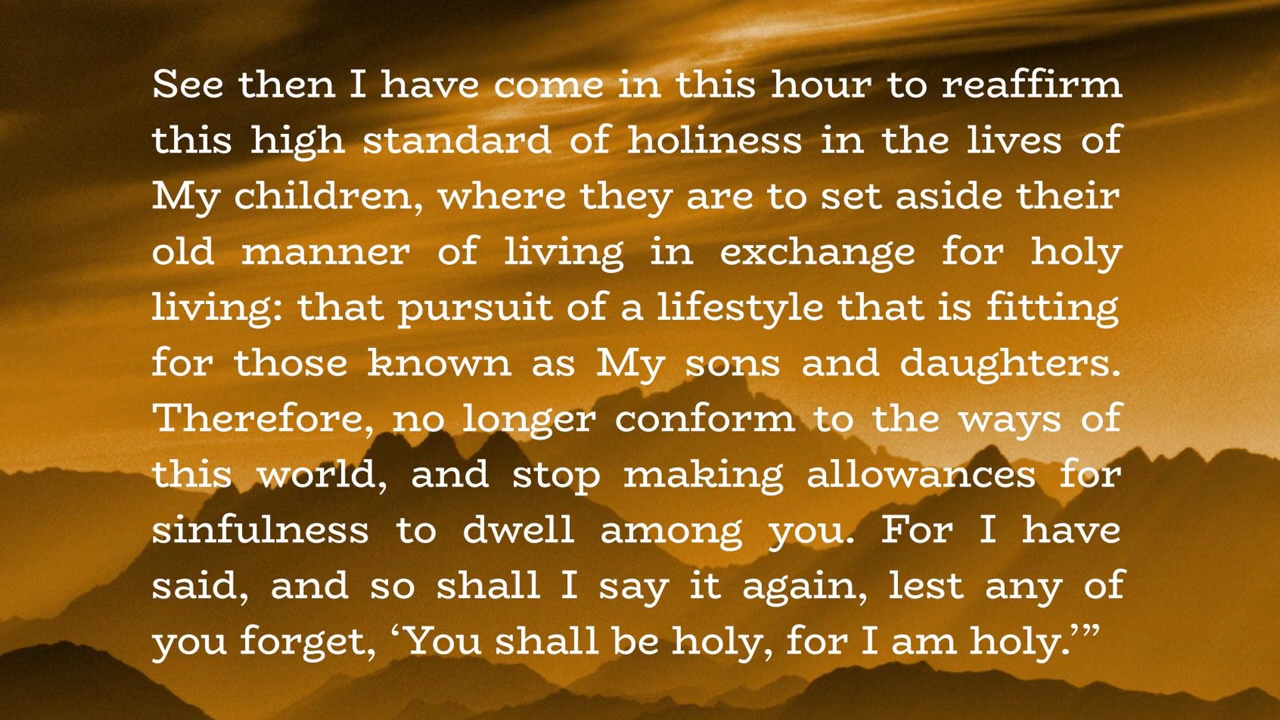 See then I have come in this hour to reaffirm
this high standard of holiness in the lives of
My children, where they are to set aside their
old manner of living in exchange for holy
living: that pursuit of a lifestyle that is fitting
for those known as My sons and daughters.
Therefore, no longer conform to the ways of
this world, and stop making allowances for
sinfulness to dwell among you. For I have
said, and so shall I say it again, lest any of
you forget, ‘You shall be holy, for I am holy.’”